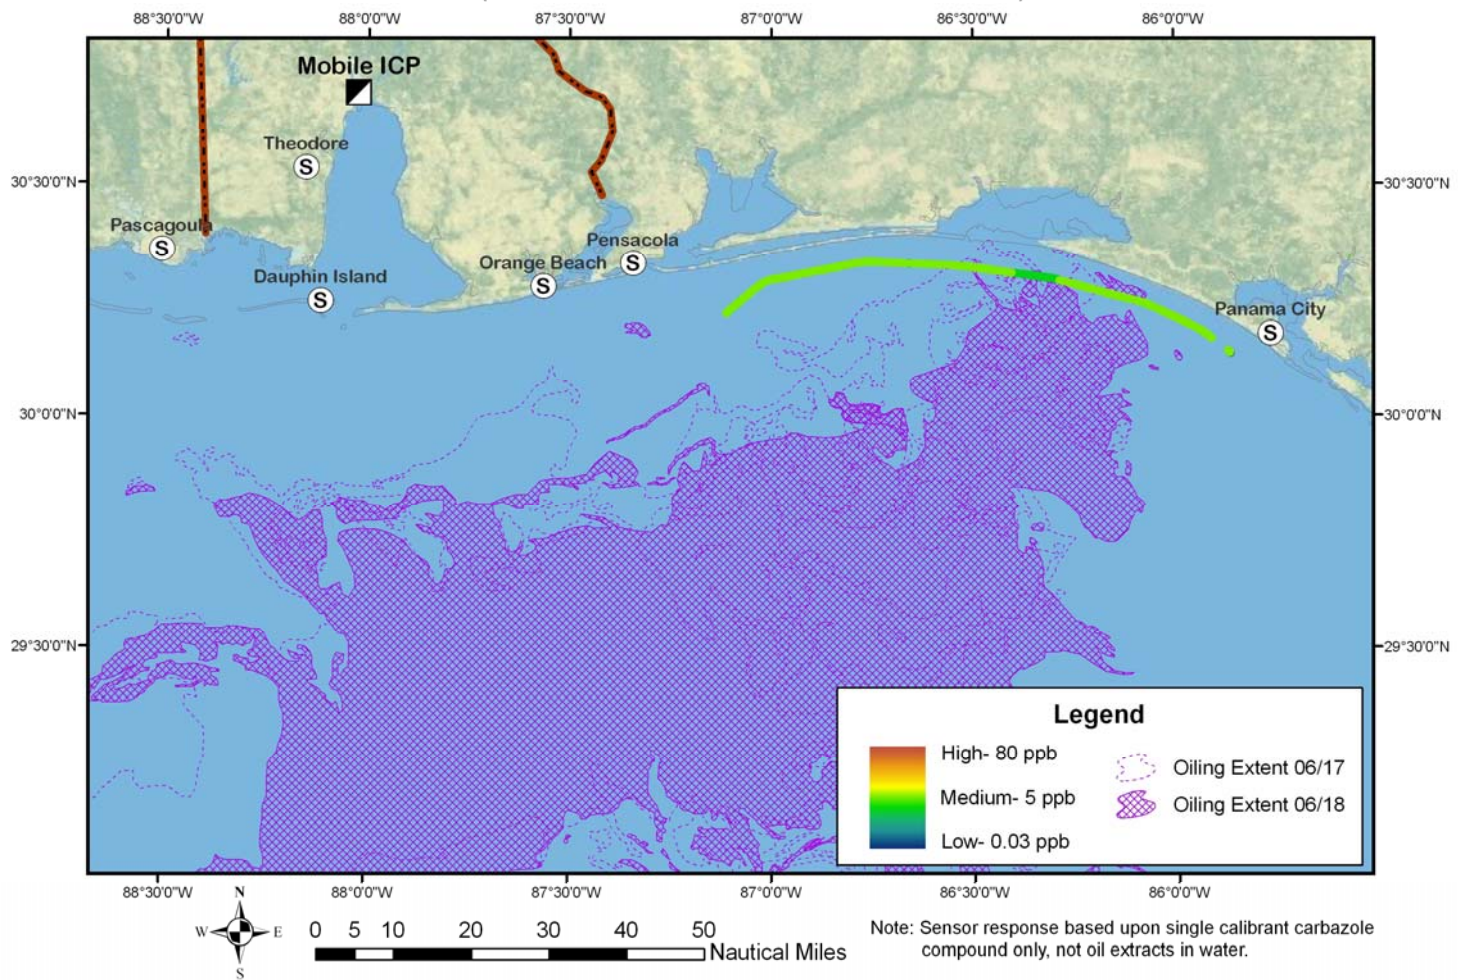 88°30'0"W 88°0'0"W 87°30'0"W 87°0'0"W 86°30'0"W 86°0'0"W
Mobile ICP
Theodore
S
30°30'0"N
30°30'0"N
Pascagoula
S
Pensacola
S
Orange Beach
S
Dauphin Island
S
Panama City
S
30°0'0"N
30°0'0"N
29°30'0"N
29°30'0"N
Legend
High- 80 ppb
Medium- 5 ppb
Low- 0.03 ppb
Oiling Extent 06/17
Oiling Extent 06/18
88°30'0"W 88°0'0"W 87°30'0"W 87°0'0"W 86°30'0"W 86°0'0"W
N
W E
S
0 5 10 20 30 40 50
Nautical Miles
Note: Sensor response based upon single calibrant carbazole
compound only, not oil extracts in water.